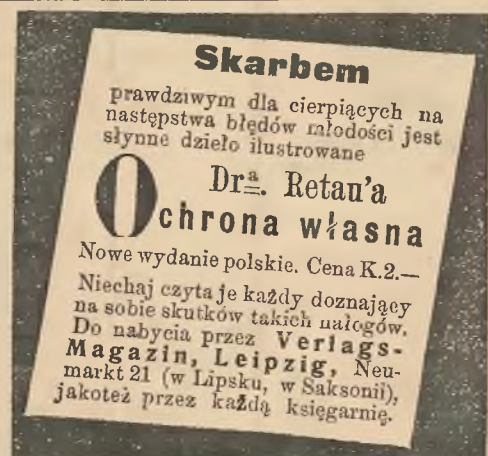 Skarbem
prawdziwym dla cierpiących na
następstwa błędów młodości jest
słynne dzieło ilustrowane
Dra. Retau'a
Ochrona własna
Nowe wydanie polskie. Cena K.2.—
Niechaj czyta je każdy doznający
na sobie skutków takich nałogów.
Do nabycia przez Verlags-
Magazin, Leipzig, Neu-
markt 21 (w Lipsku, w Saksonii),
jakoteż przez każdą księgarnię.